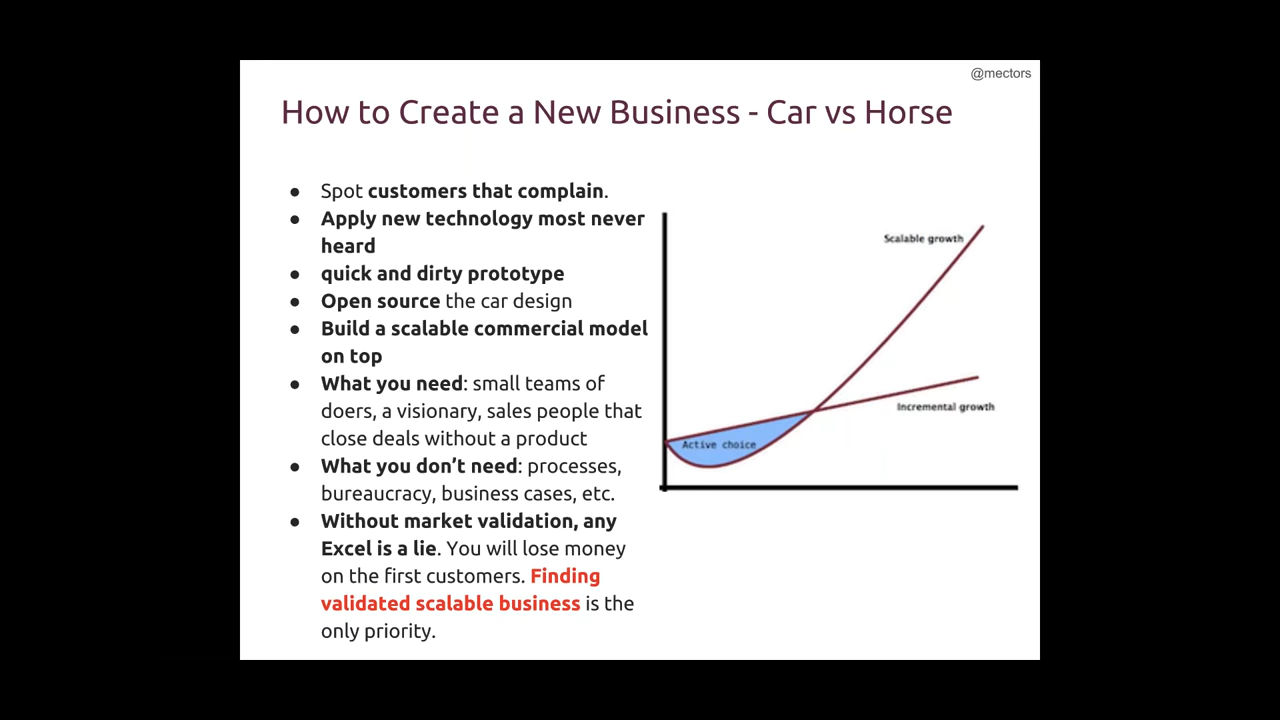 @mectors
How to Create a New Business - Car vs Horse
● Spot customers that complain.
● Apply new technology most never
heard
● quick and dirty prototype
● Open source the car design
● Build a scalable commercial model
on top
● What you need: small teams of
doers, a visionary, sales people that
close deals without a product
● What you don’t need: processes,
bureaucracy, business cases, etc.
● Without market validation, any
Excel is a lie. You will lose money
on the first customers. Finding
validated scalable business is the
only priority.
Scalable growth
Incremental growth
Active choice